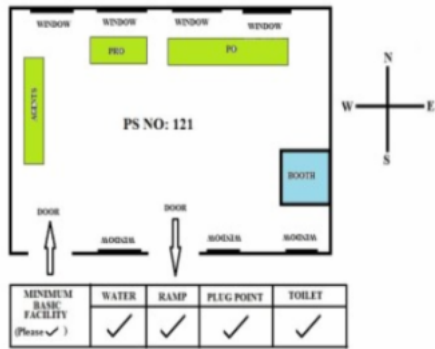 WINDOW WINDOW WINDOW WINDOW
PRO PO
N
AGENTS
PS NO: 121
W E
S
BOOTH
DOOR DOOR
WINDOW WINDOW WINDOW
MINIMUM BASIC FACILITY (Please ✓ ) WATER RAMP PLUG POINT TOILET
✓ ✓ ✓ ✓